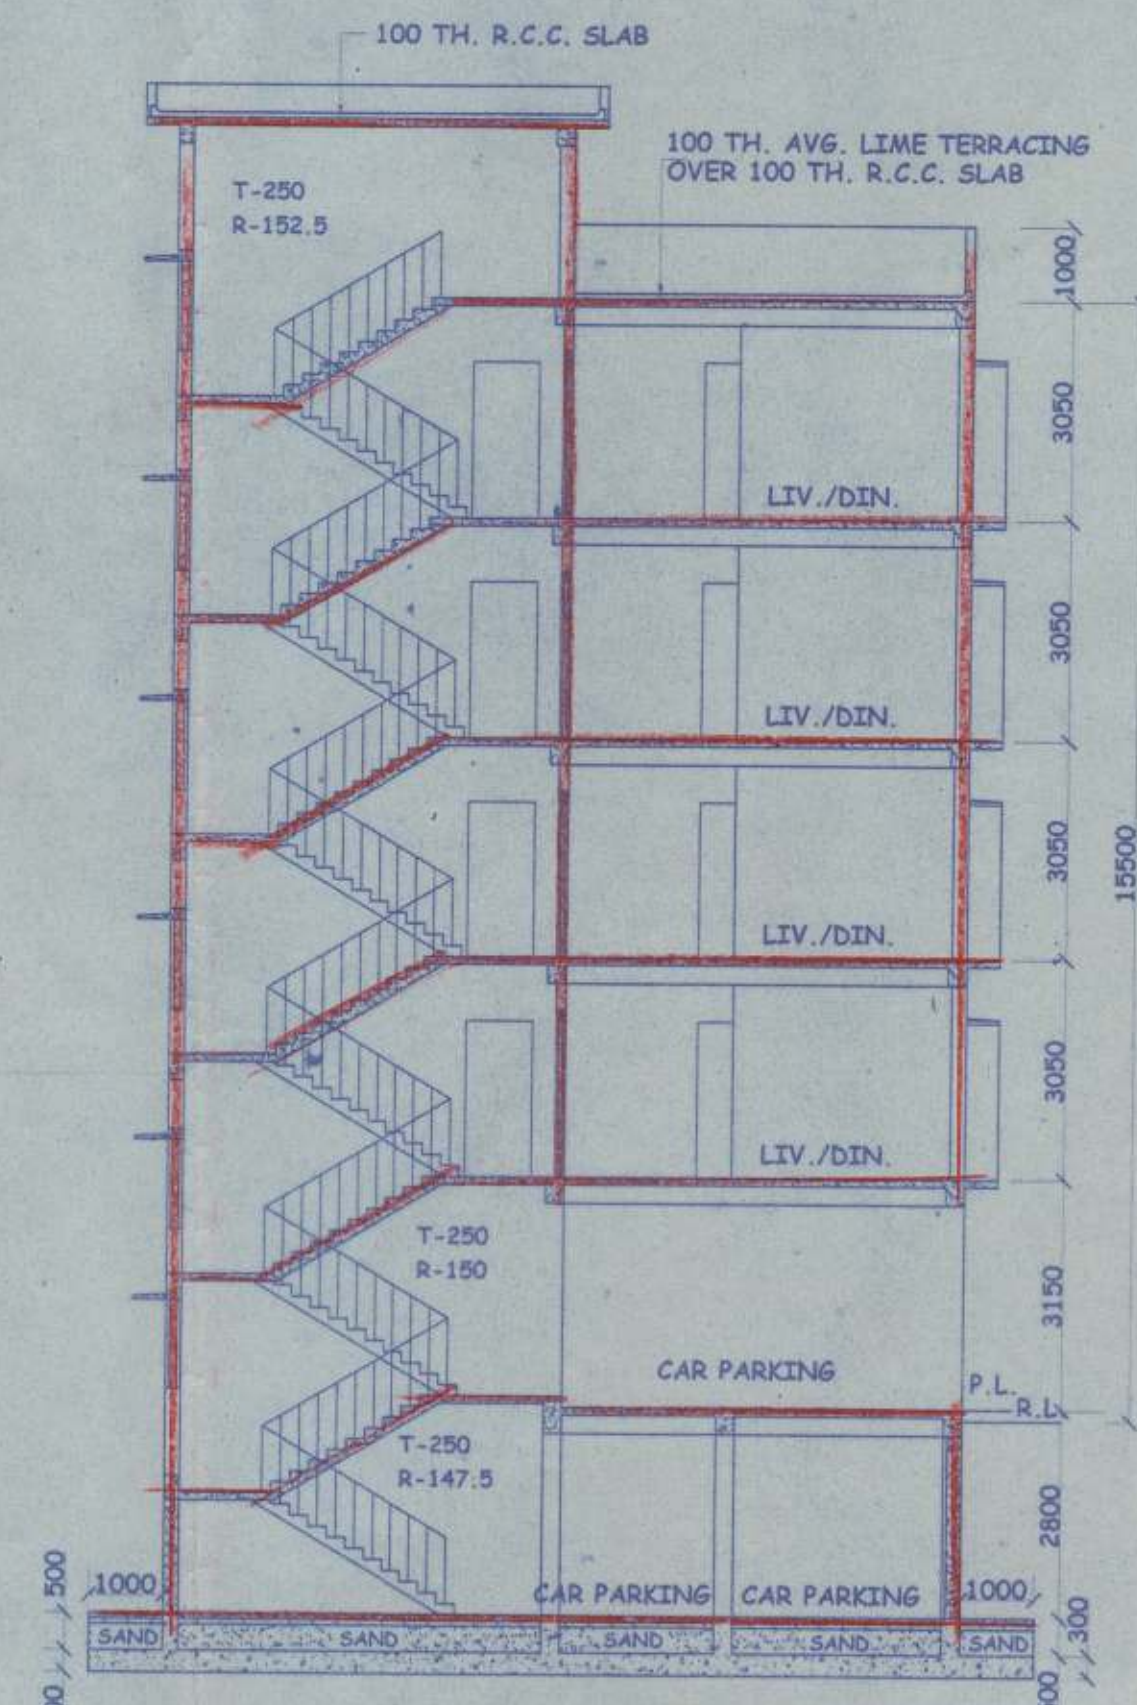 100 TH. R.C.C. SLAB
100 TH. AVG. LIME TERRACING
OVER 100 TH. R.C.C. SLAB
T-250
R-152.5
1000
3050
LIV./DIN.
3050
LIV./DIN.
3050
15500
LIV./DIN.
3050
LIV./DIN.
T-250
R-150
3150
CAR PARKING
P.L.
R.L
T-250
R-147.5
2800
500
1000
CAR PARKING
CAR PARKING
1000
300
SAND
SAND
SAND
SAND
SAND